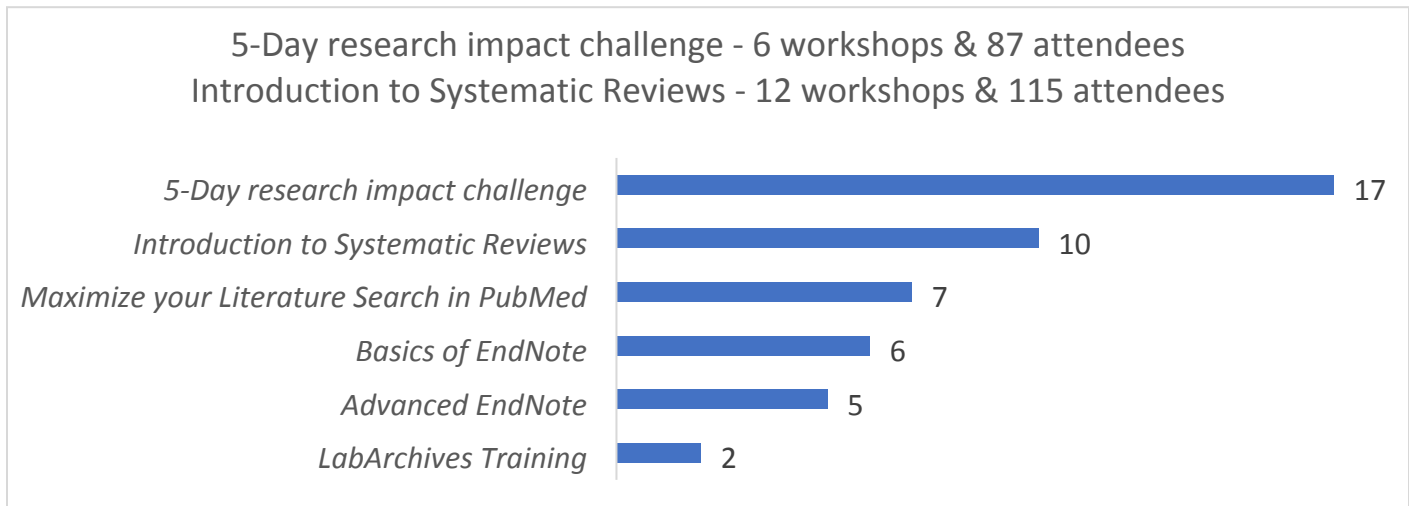 5-Day research impact challenge - 6 workshops & 87 attendees
Introduction to Systematic Reviews - 12 workshops & 115 attendees
5-Day research impact challenge 17
Introduction to Systematic Reviews 10
Maximize your Literature Search in PubMed 7
Basics of EndNote 6
Advanced EndNote 5
LabArchives Training 2